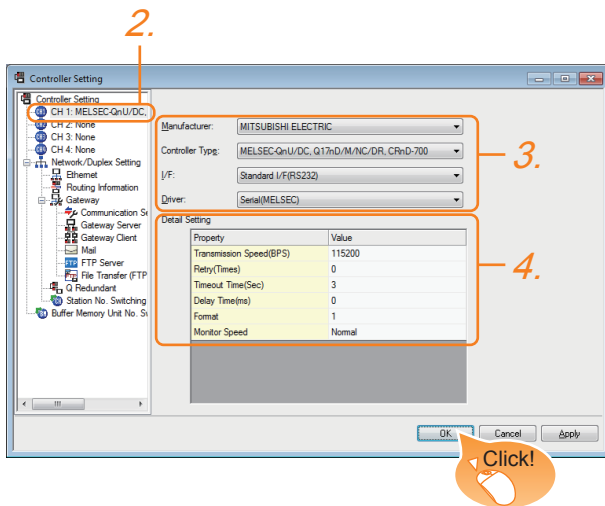 2.
Controller Setting
Controller Setting
CH 1: MELSEC-QnU/DC,
CH 2: None
CH 3: None
CH 4: None
Network/Duplex Setting
Ethernet
Routing Information
Gateway
Communication Se
Gateway Server
Gateway Client
Mail
FTP Server
File Transfer (FTP
Q Redundant
Station No. Switching
Buffer Memory Unit No. Sw
Manufacturer: MITSUBISHI ELECTRIC
Controller Type: MELSEC-QnU/DC, Q17nD/M/NC/DR, CRnD-700
I/F: Standard I/F(RS232)
Driver: Serial(MELSEC)
3.
Detail Setting
Property Value
Transmission Speed(BPS) 115200
Retry(Times) 0
Timeout Time(Sec) 3
Delay Time(ms) 0
Format 1
Monitor Speed Normal
4.
OK Cancel Apply
Click!